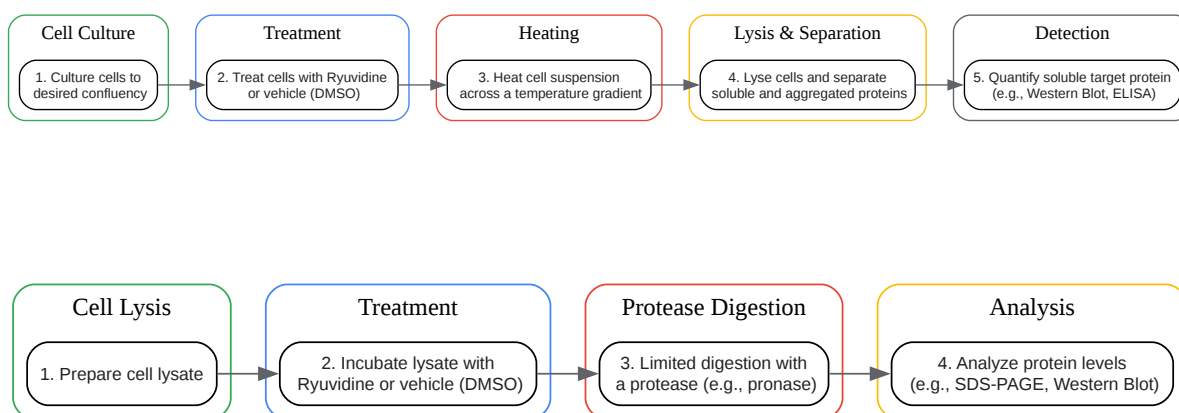 Cell Culture
1. Culture cells to
desired confluency
Treatment
2. Treat cells with Ryuvidine
or vehicle (DMSO)
Heating
3. Heat cell suspension
across a temperature gradient
Lysis & Separation
4. Lyse cells and separate
soluble and aggregated proteins
Detection
5. Quantify soluble target protein
(e.g., Western Blot, ELISA)
Cell Lysis
1. Prepare cell lysate
Treatment
2. Incubate lysate with
Ryuvidine or vehicle (DMSO)
Protease Digestion
3. Limited digestion with
a protease (e.g., pronase)
Analysis
4. Analyze protein levels
(e.g., SDS-PAGE, Western Blot)